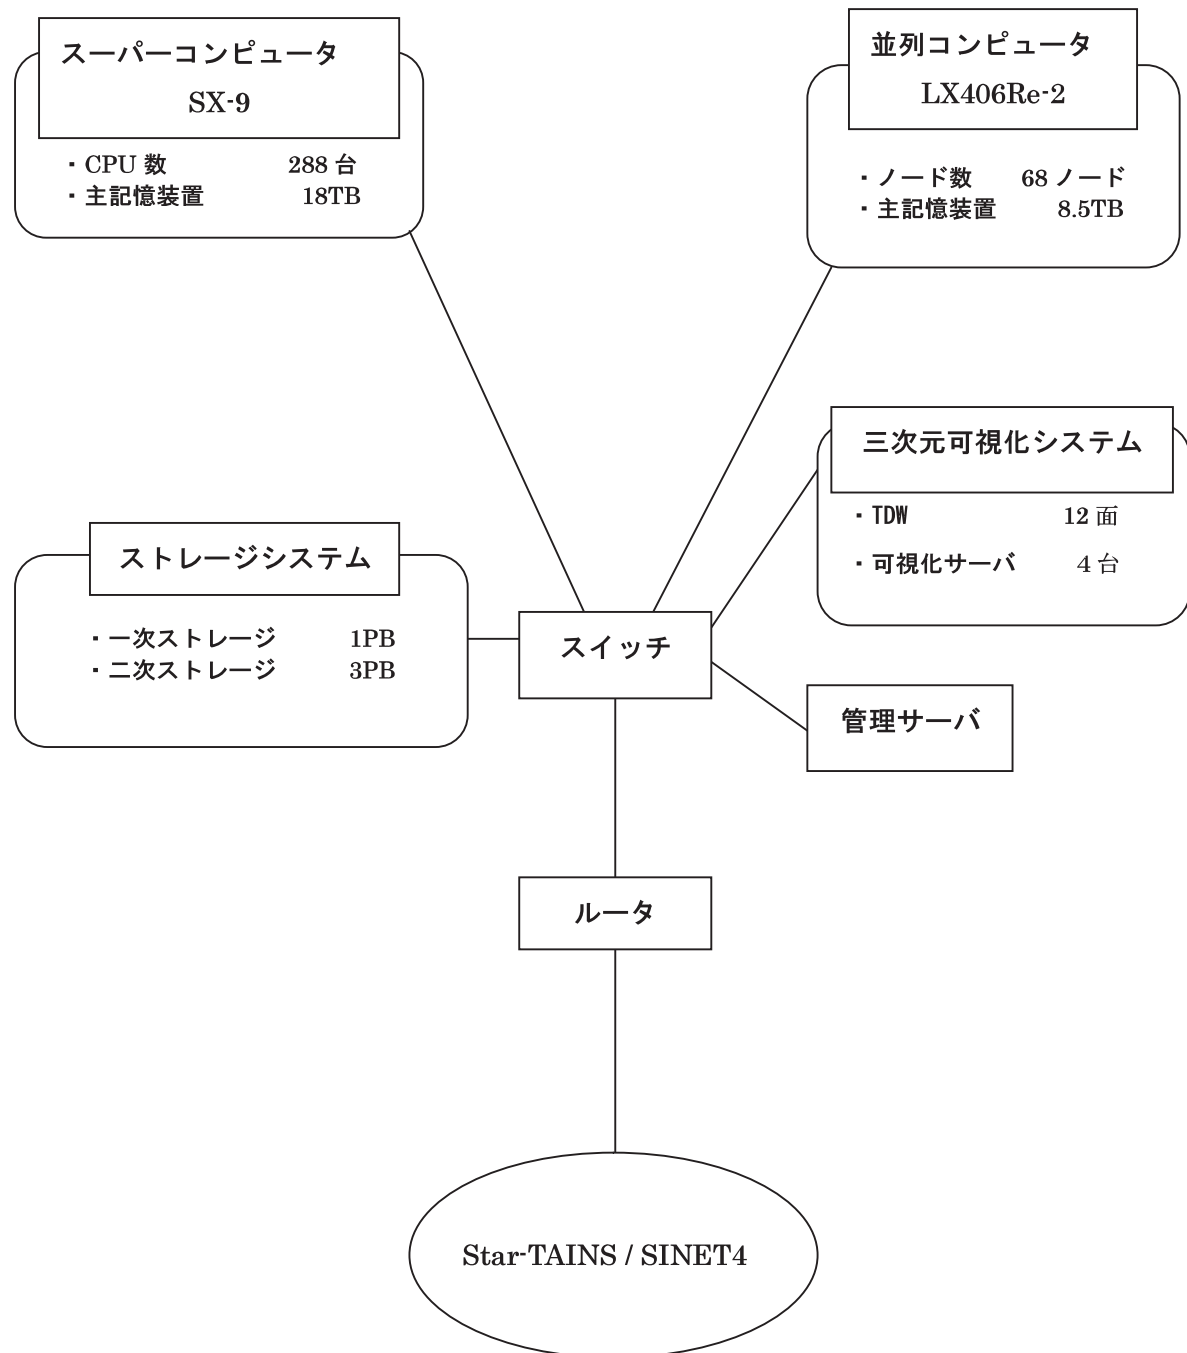 スーパーコンピュータ
SX-9
・CPU 数 288 台
・主記憶装置 18TB
並列コンピュータ
LX406Re-2
・ノード数 68 ノード
・主記憶装置 8.5TB
三次元可視化システム
・TDW 12 面
・可視化サーバ 4 台
ストレージシステム
・一次ストレージ 1PB
・二次ストレージ 3PB
スイッチ
管理サーバ
ルータ
Star-TAINS / SINET4